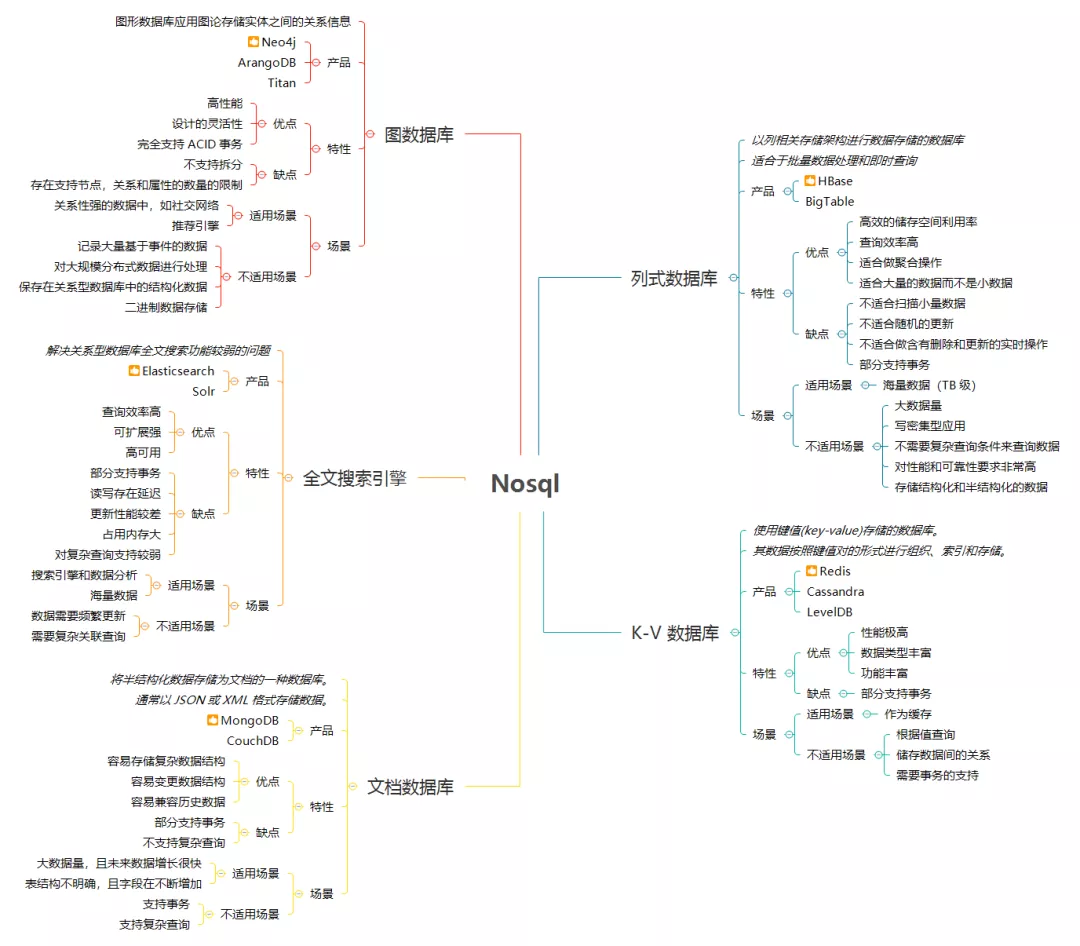 Nosql
图数据库
图形数据库应用图论存储实体之间的关系信息
产品
Neo4j
ArangoDB
Titan
特性
优点
高性能
设计的灵活性
完全支持 ACID 事务
缺点
不支持拆分
存在支持节点，关系和属性的数量的限制
场景
适用场景
关系性强的数据中，如社交网络
推荐引擎
不适用场景
记录大量基于事件的数据
对大规模分布式数据进行处理
保存在关系型数据库中的结构化数据
二进制数据存储
全文搜索引擎
解决关系型数据库全文搜索功能较弱的问题
产品
Elasticsearch
Solr
特性
优点
查询效率高
可扩展强
高可用
缺点
部分支持事务
读写存在延迟
更新性能较差
占用内存大
对复杂查询支持较弱
场景
适用场景
搜索引擎和数据分析
海量数据
不适用场景
数据需要频繁更新
需要复杂关联查询
文档数据库
将半结构化数据存储为文档的一种数据库。
通常以 JSON 或 XML 格式存储数据。
产品
MongoDB
CouchDB
特性
优点
容易存储复杂数据结构
容易变更数据结构
容易兼容历史数据
缺点
部分支持事务
不支持复杂查询
场景
适用场景
大数据量，且未来数据增长很快
表结构不明确，且字段在不断增加
不适用场景
支持事务
支持复杂查询
列式数据库
以列相关存储架构进行数据存储的数据库
适合于批量数据处理和即时查询
产品
HBase
BigTable
特性
优点
高效的储存空间利用率
查询效率高
适合做聚合操作
适合大量的数据而不是小数据
缺点
不适合扫描小量数据
不适合随机的更新
不适合做含有删除和更新的实时操作
部分支持事务
场景
适用场景
海量数据（TB 级）
不适用场景
大数据量
写密集型应用
不需要复杂查询条件来查询数据
对性能和可靠性要求非常高
存储结构化和半结构化的数据
K-V 数据库
使用键值(key-value)存储的数据库。
其数据按照键值对的形式进行组织、索引和存储。
产品
Redis
Cassandra
LevelDB
特性
优点
性能极高
数据类型丰富
功能丰富
缺点
部分支持事务
场景
适用场景
作为缓存
不适用场景
根据值查询
储存数据间的关系
需要事务的支持